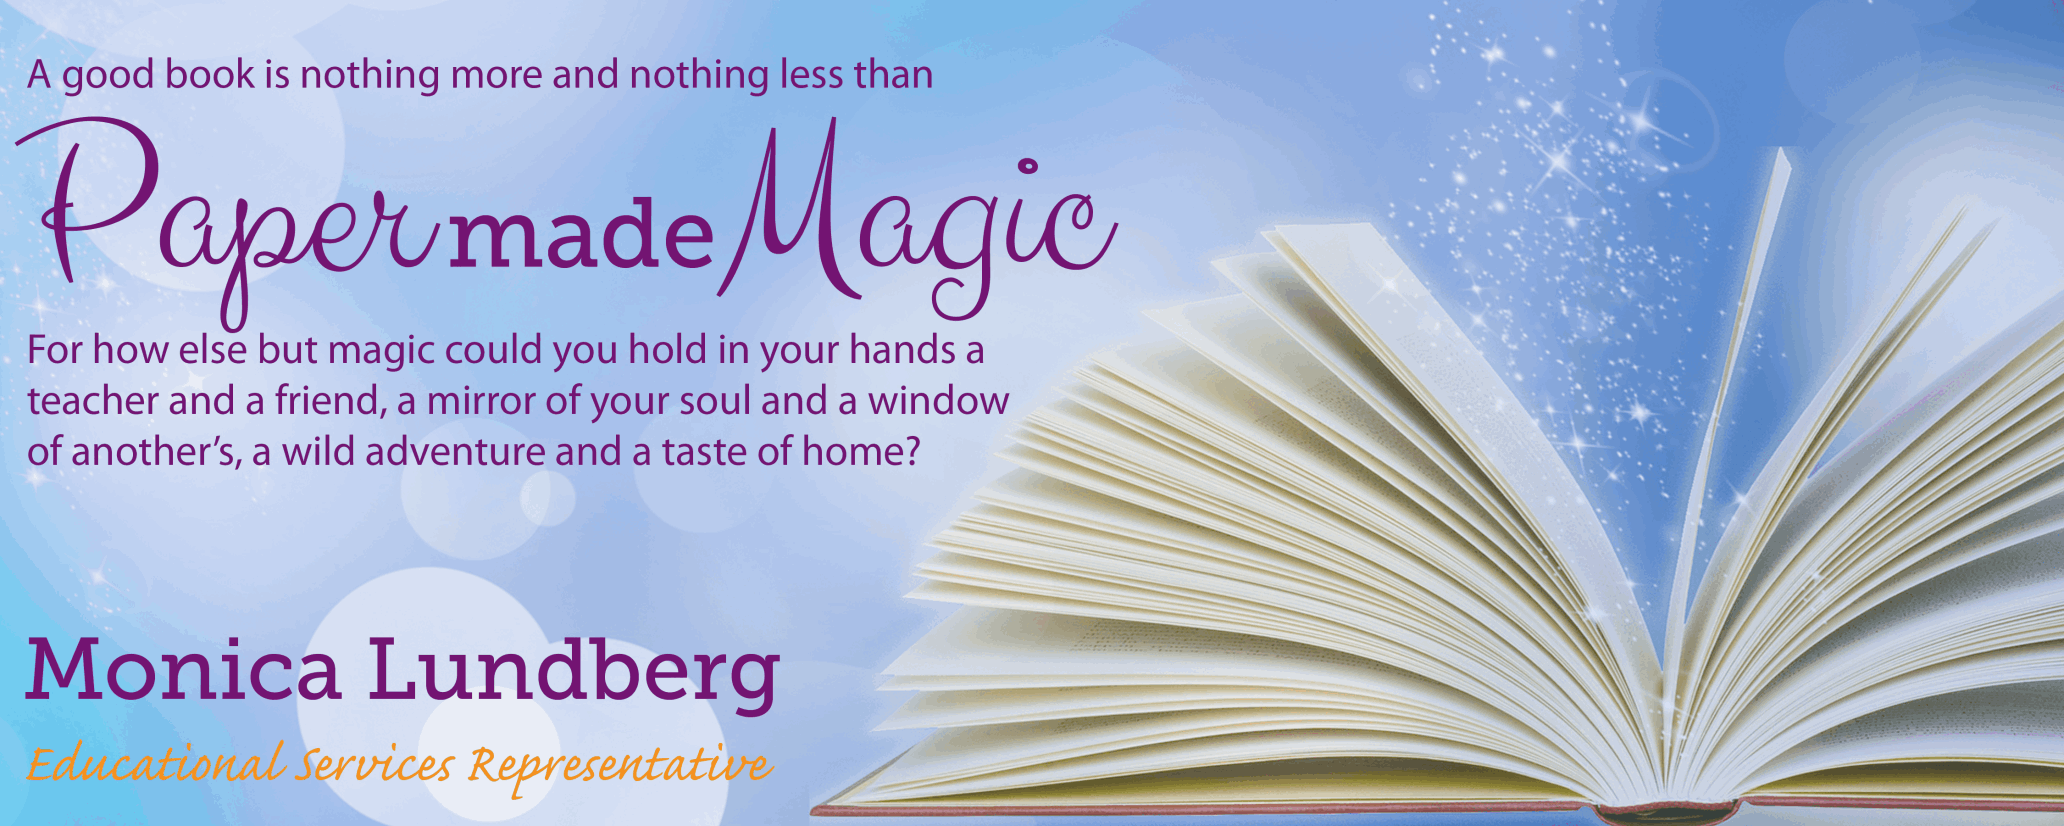 A good book is nothing more and nothing less than
Paper made Magic
For how else but magic could you hold in your hands a
teacher and a friend, a mirror of your soul and a window
of another’s, a wild adventure and a taste of home?
Monica Lundberg
Educational Services Representative